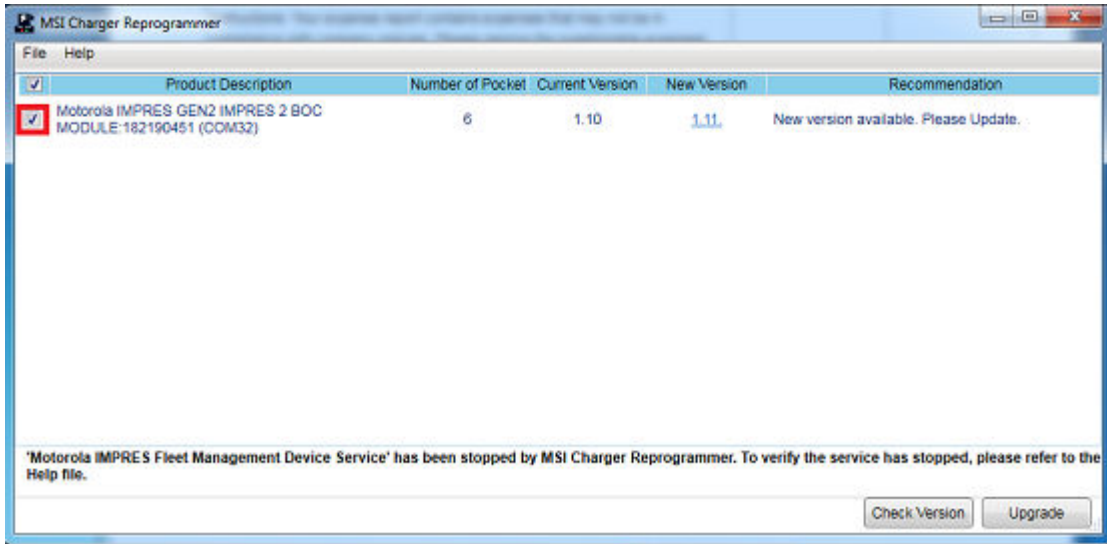 MSI Charger Reprogrammer
File Help
Product Description Number of Pocket Current Version New Version Recommendation
Motorola IMPRES GEN2 IMPRES 2 BOC
MODULE:182190451 (COM32) 6 1.10 1.11. New version available. Please Update.
'Motorola IMPRES Fleet Management Device Service' has been stopped by MSI Charger Reprogrammer. To verify the service has stopped, please refer to the
Help file.
Check Version Upgrade